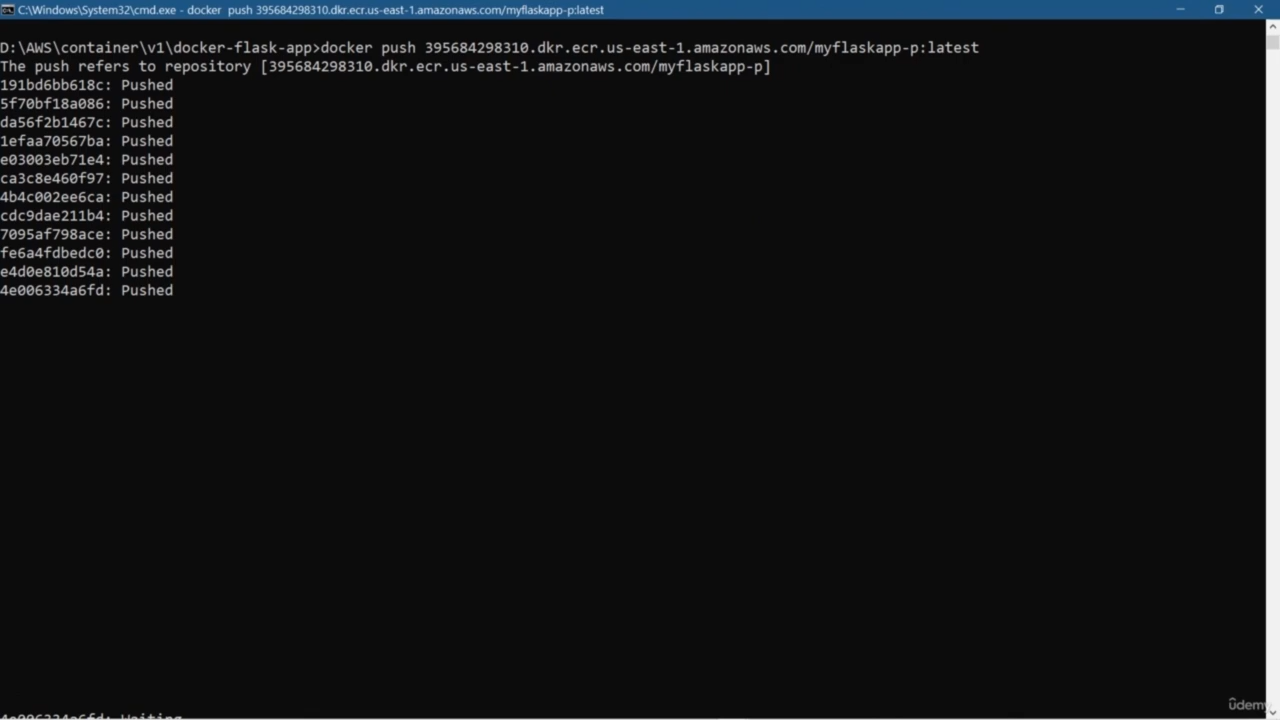 C:\Windows\System32\cmd.exe - docker  push 395684298310.dkr.ecr.us-east-1.amazonaws.com/myflaskapp-p:latest
D:\AWS\container\v1\docker-flask-app>docker push 395684298310.dkr.ecr.us-east-1.amazonaws.com/myflaskapp-p:latest
The push refers to repository [395684298310.dkr.ecr.us-east-1.amazonaws.com/myflaskapp-p]
191bd6bb618c: Pushed
5f70bf18a086: Pushed
da56f2b1467c: Pushed
1efaa70567ba: Pushed
e03003eb71e4: Pushed
ca3c8e460f97: Pushed
4b4c002ee6ca: Pushed
cdc9dae211b4: Pushed
7095af798ace: Pushed
fe6a4fdbedc0: Pushed
e4d0e810d54a: Pushed
4e006334a6fd: Pushed
4e006334a6fd: Waiting
ûdemy